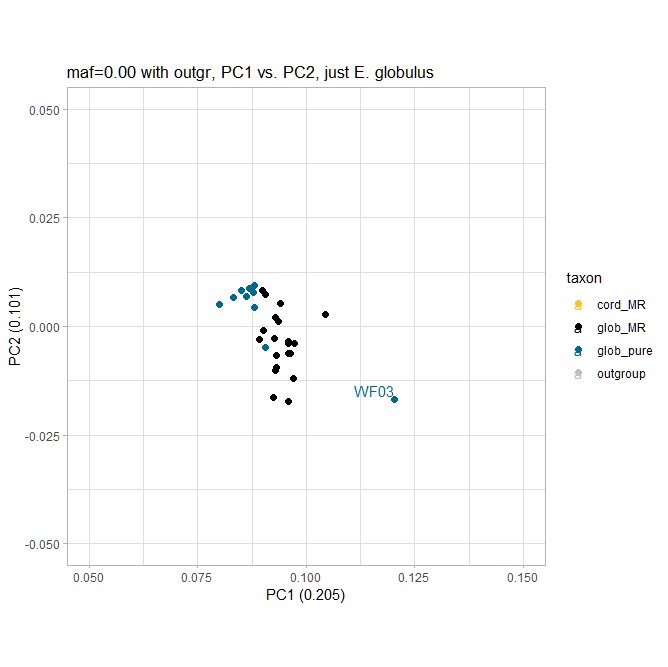 maf=0.00 with outgr, PC1 vs. PC2, just E. globulus
0.050
0.025
0.000
-0.025
-0.050
PC2 (0.101)
WF03
0.050 0.075 0.100 0.125 0.150
PC1 (0.205)
taxon
a cord_MR
a glob_MR
a glob_pure
a outgroup